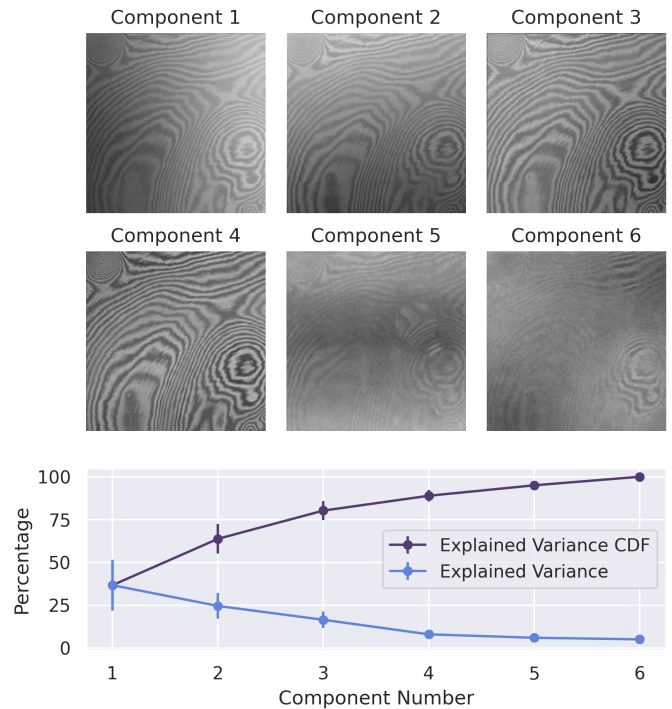 Component 1
Component 2
Component 3
Component 4
Component 5
Component 6
100
75
50
25
0
Percentage
Explained Variance CDF
Explained Variance
1 2 3 4 5 6
Component Number